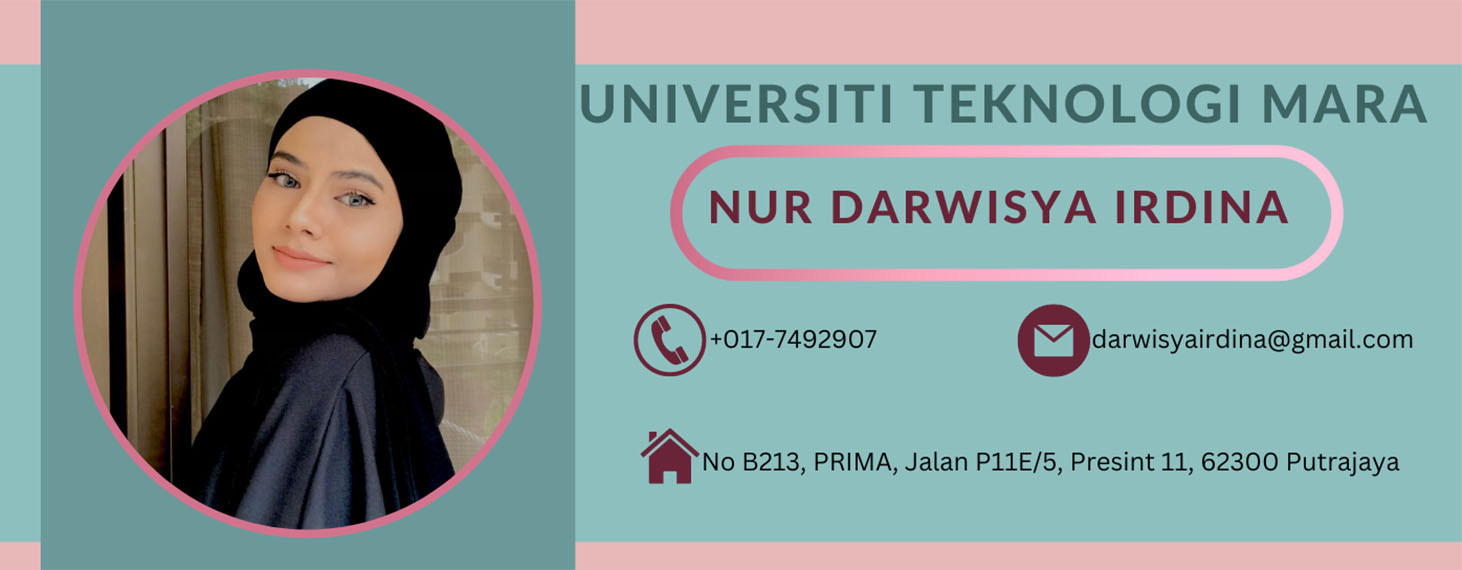 UNIVERSITI TEKNOLOGI MARA
NUR DARWISYA IRDINA
+017-7492907
darwisyairdina@gmail.com
No B213, PRIMA, Jalan P11E/5, Presint 11, 62300 Putrajaya